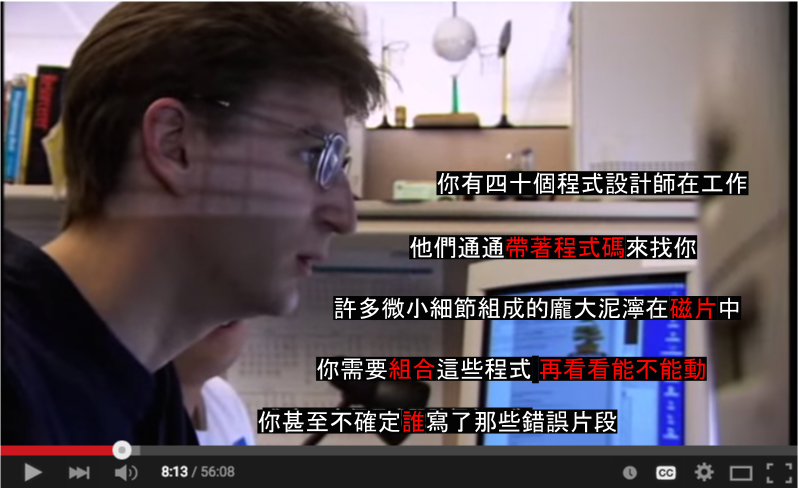 你有四十個程式設計師在工作
他們通通帶著程式碼來找你
許多微小細節組成的龐大泥濘在磁片中
你需要組合這些程式 再看看能不能動
你甚至不確定誰寫了那些錯誤片段
8:13 / 56:08
CC